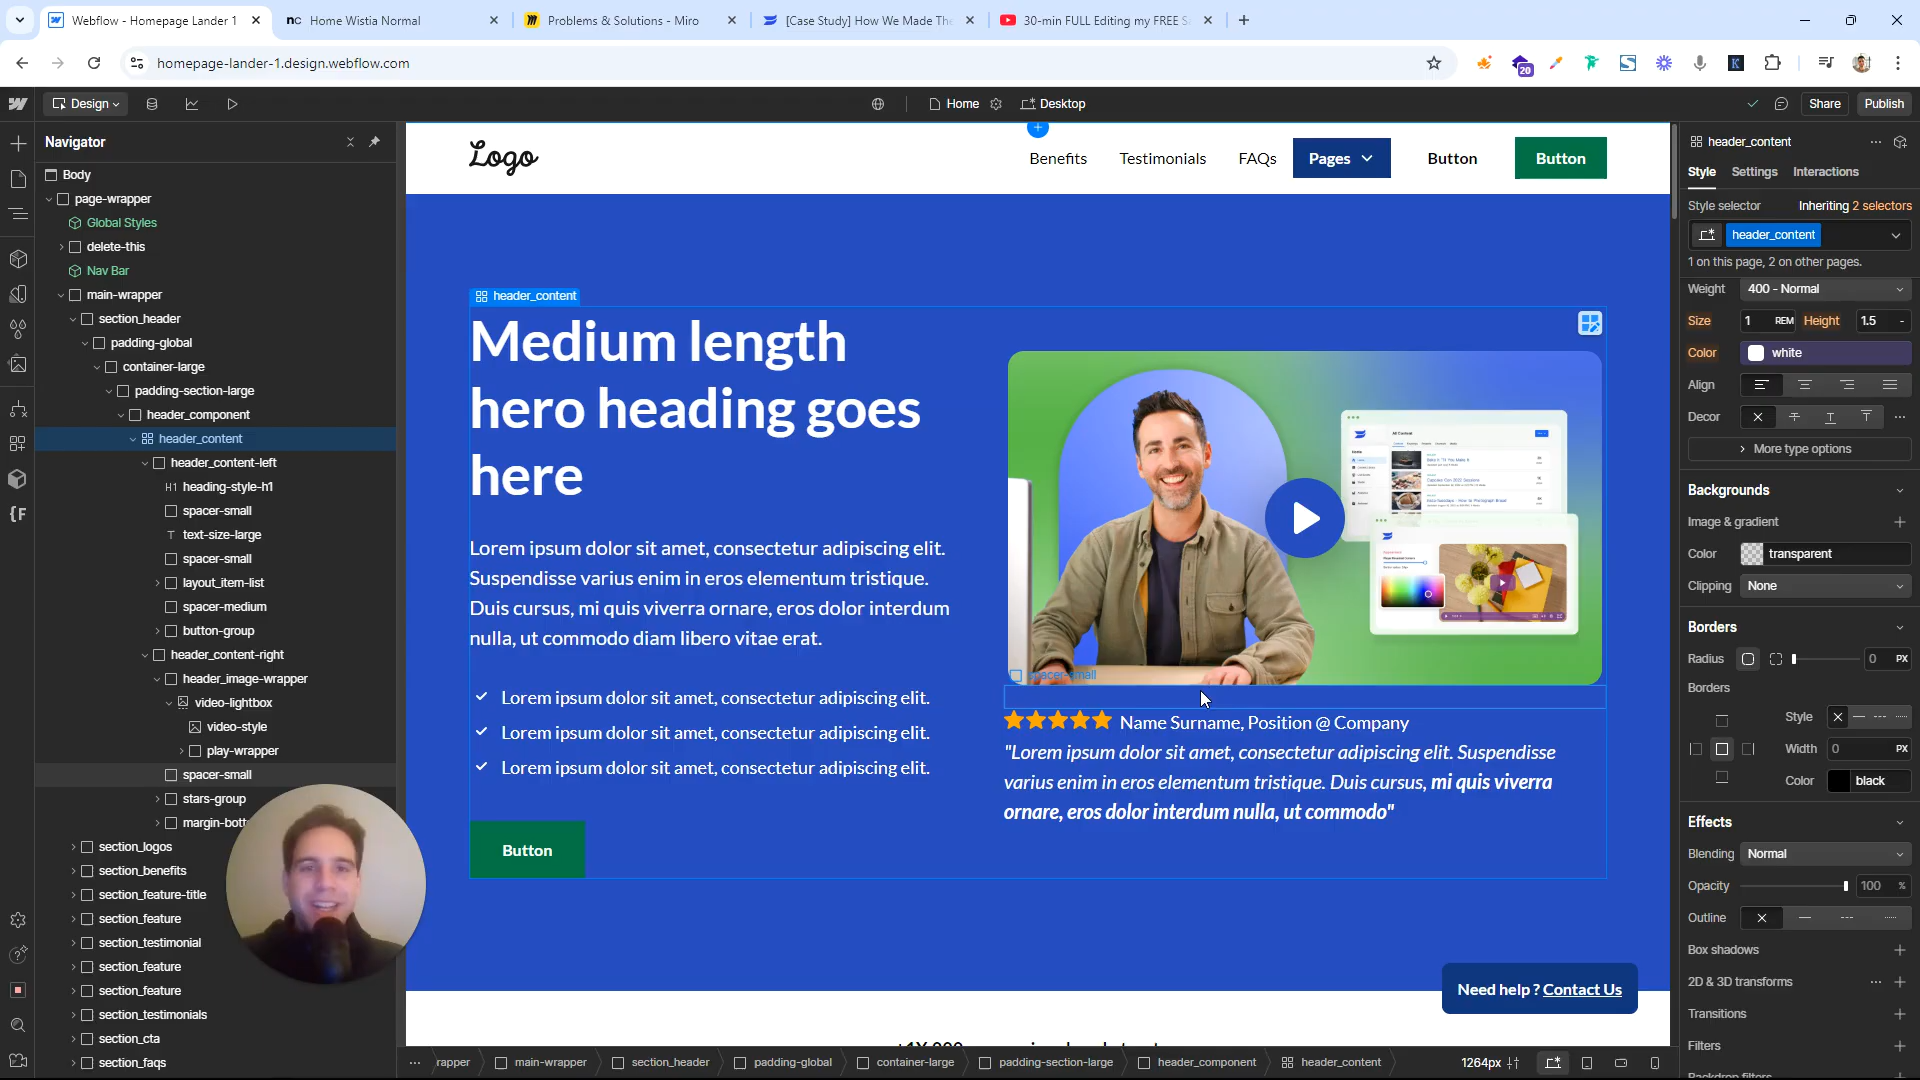 Webflow - Homepage Lander 1
Home Wistia Normal
Problems & Solutions - Miro
[Case Study] How We Made The
30-min FULL Editing my FREE S
homepage-lander-1.design.webflow.com
20
Design
Home
Desktop
Share
Publish
Navigator
Body
page-wrapper
Global Styles
delete-this
Nav Bar
main-wrapper
section_header
padding-global
container-large
padding-section-large
header_component
header_content
header_content-left
H1 heading-style-h1
spacer-small
T text-size-large
spacer-small
layout_item-list
spacer-medium
button-group
header_content-right
header_image-wrapper
video-lightbox
video-style
play-wrapper
spacer-small
stars-group
margin-bott
section_logos
section_benefits
section_feature-title
section_feature
section_testimonial
section_feature
section_feature
section_testimonials
section_cta
section_faqs
Logo
Benefits
Testimonials
FAQs
Pages
Button
Button
header_content
Medium length
hero heading goes
here
Lorem ipsum dolor sit amet, consectetur adipiscing elit.
Suspendisse varius enim in eros elementum tristique.
Duis cursus, mi quis viverra ornare, eros dolor interdum
nulla, ut commodo diam libero vitae erat.
Lorem ipsum dolor sit amet, consectetur adipiscing elit.
Lorem ipsum dolor sit amet, consectetur adipiscing elit.
Lorem ipsum dolor sit amet, consectetur adipiscing elit.
Button
All Content
spacer-small
Name Surname, Position @ Company
"Lorem ipsum dolor sit amet, consectetur adipiscing elit. Suspendisse
varius enim in eros elementum tristique. Duis cursus, mi quis viverra
ornare, eros dolor interdum nulla, ut commodo"
Need help ? Contact Us
rapper
main-wrapper
section_header
padding-global
container-large
padding-section-large
header_component
header_content
1264px
header_content
Style
Settings
Interactions
Style selector
Inheriting 2 selectors
header_content
1 on this page, 2 on other pages.
Weight
400 - Normal
Size
1 REM
Height
1.5 -
Color
white
Align
Decor
More type options
Backgrounds
Image & gradient
Color
transparent
Clipping
None
Borders
Radius
0 PX
Borders
Style
Width
0 PX
Color
black
Effects
Blending
Normal
Opacity
100 %
Outline
Box shadows
2D & 3D transforms
Transitions
Filters
Backdrop filters